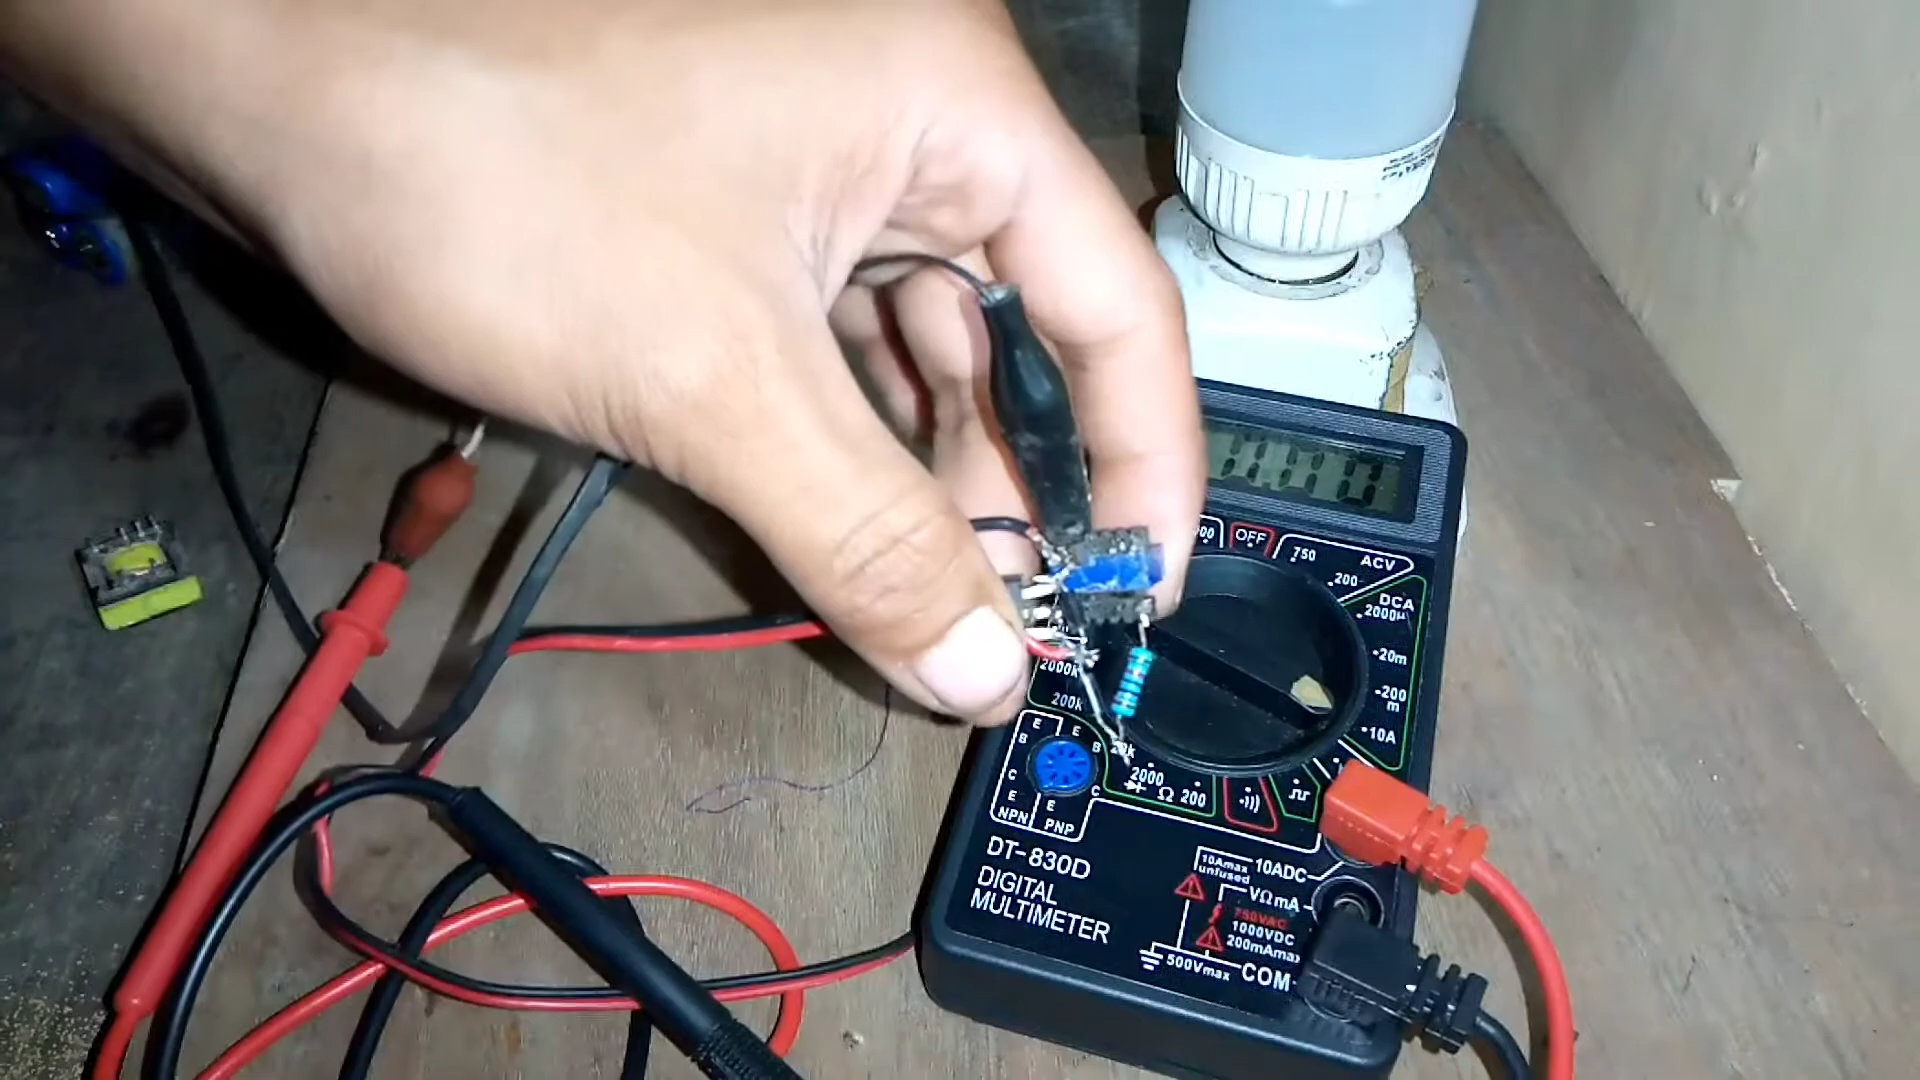 OFF
750
ACV
200
DCA
2000µ
20m
200
m
10A
2000k
200k
20k
2000
Ω 200
E
B
C
E
NPN
E
B
C
E
PNP
DT-830D
DIGITAL
MULTIMETER
10Amax
unfused
10ADC
VΩmA
750VAC
1000VDC
200mAmax
500Vmax
COM